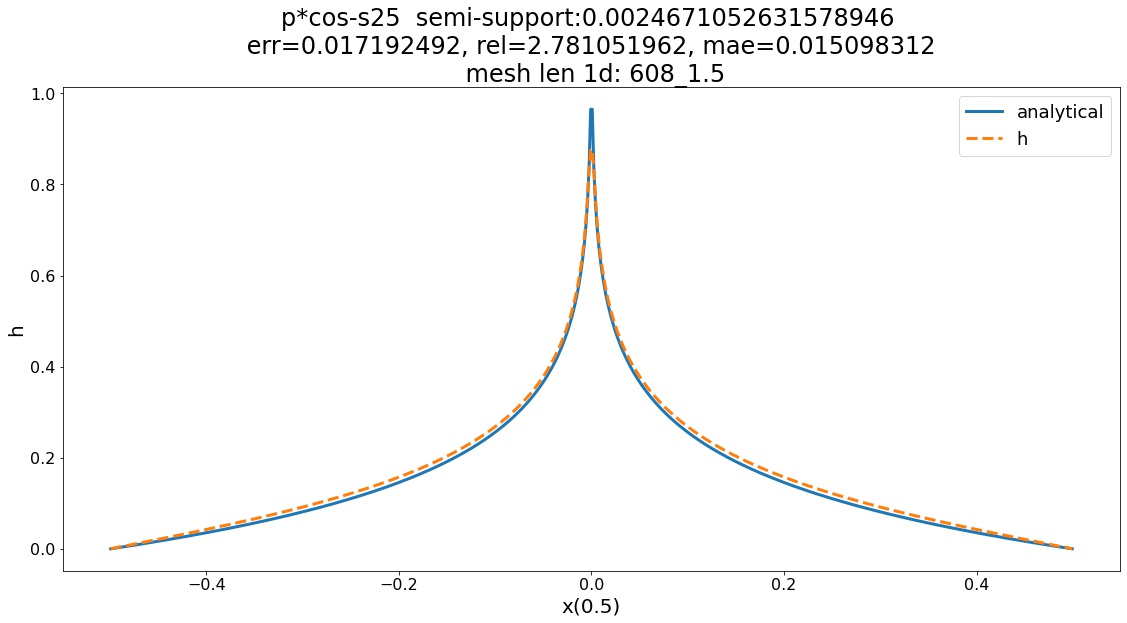 p*cos-s25  semi-support:0.0024671052631578946
err=0.017192492, rel=2.781051962, mae=0.015098312
mesh len 1d: 608_1.5
1.0
0.8
0.6
0.4
0.2
0.0
h
analytical
h
−0.4
−0.2
0.0
0.2
0.4
x(0.5)